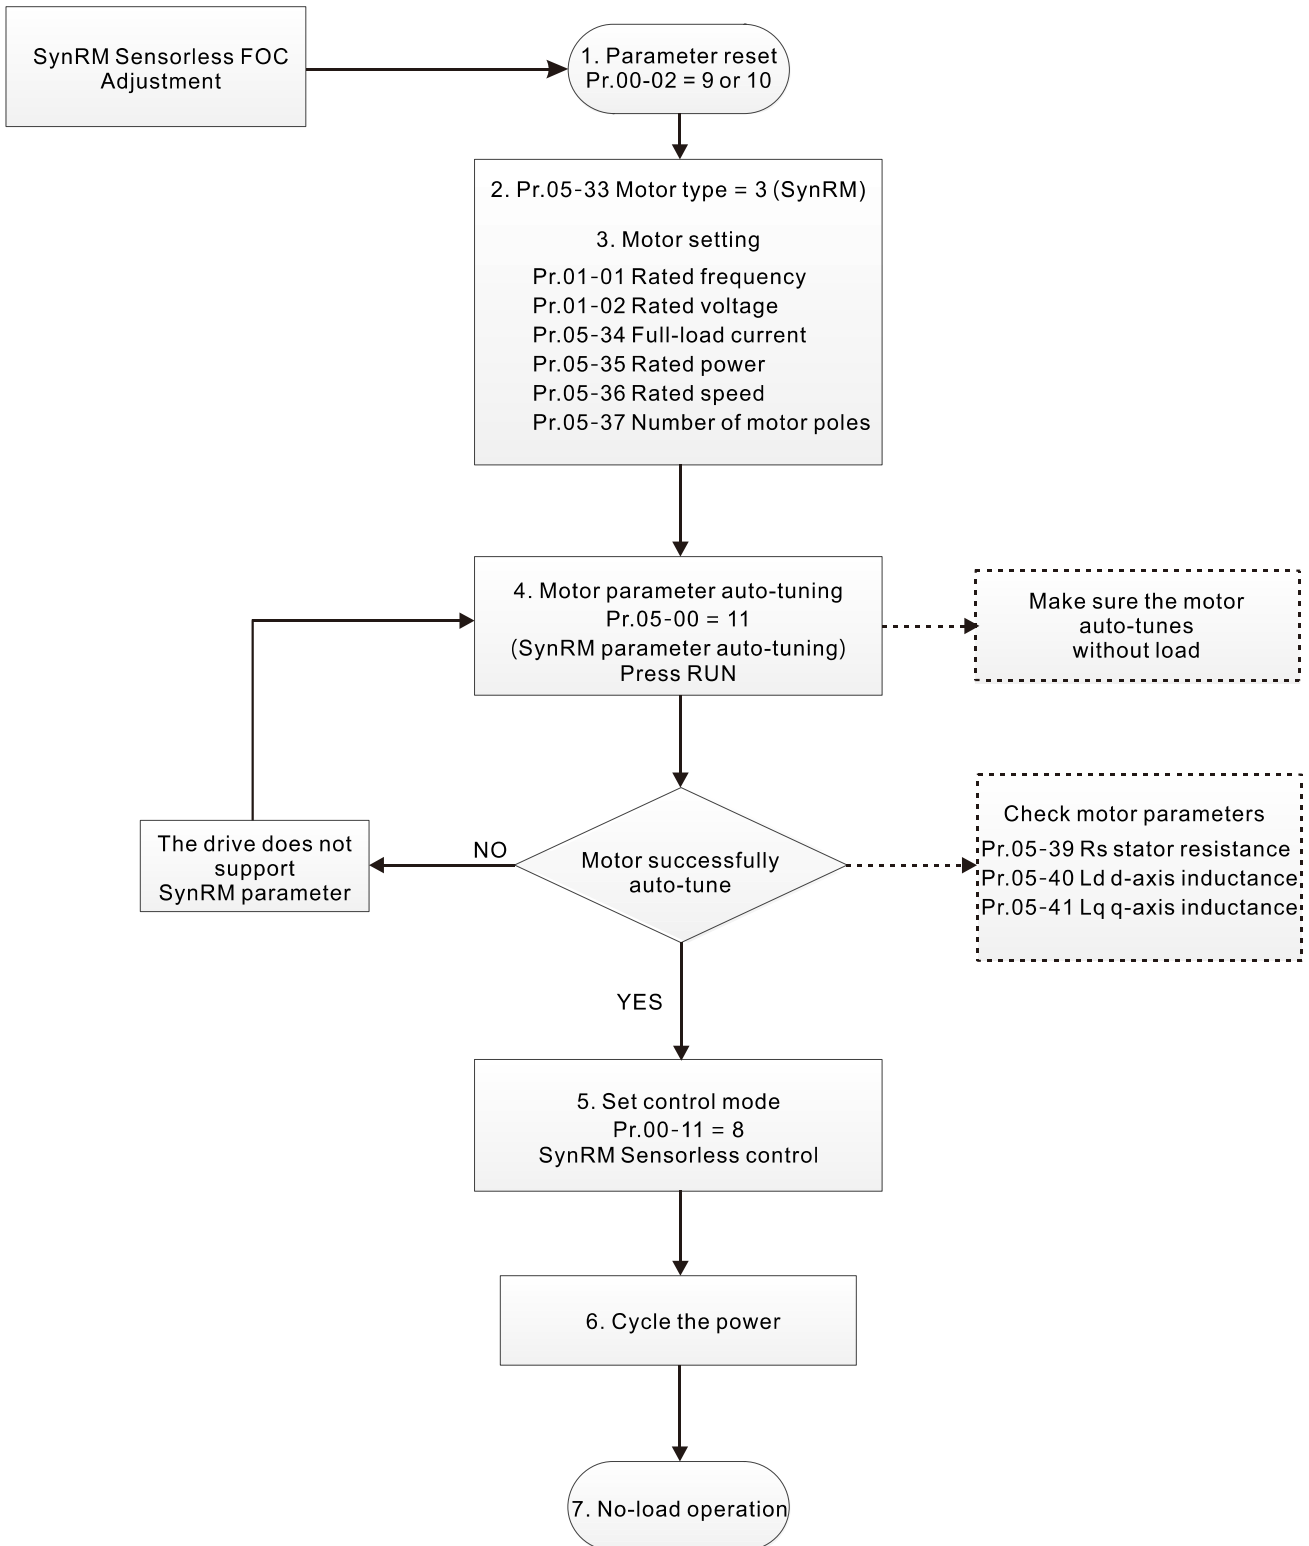 SynRM Sensorless FOC
Adjustment
1. Parameter reset
Pr.00-02 = 9 or 10
2. Pr.05-33 Motor type = 3 (SynRM)
3. Motor setting
Pr.01-01 Rated frequency
Pr.01-02 Rated voltage
Pr.05-34 Full-load current
Pr.05-35 Rated power
Pr.05-36 Rated speed
Pr.05-37 Number of motor poles
4. Motor parameter auto-tuning
Pr.05-00 = 11
(SynRM parameter auto-tuning)
Press RUN
Make sure the motor
auto-tunes
without load
Motor successfully
auto-tune
NO
The drive does not
support
SynRM parameter
Check motor parameters
Pr.05-39 Rs stator resistance
Pr.05-40 Ld d-axis inductance
Pr.05-41 Lq q-axis inductance
YES
5. Set control mode
Pr.00-11 = 8
SynRM Sensorless control
6. Cycle the power
7. No-load operation